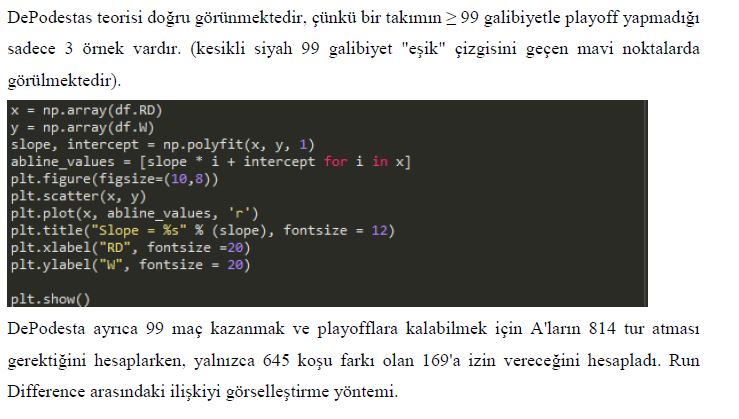 DePodestas teorisi doğru görünmektedir, çünkü bir takımın ≥ 99 galibiyetle playoff yapmadığı
sadece 3 örnek vardır. (kesikli siyah 99 galibiyet "eşik" çizgisini geçen mavi noktalarda
görülmektedir).
x = np.array(df.RD)
y = np.array(df.W)
slope, intercept = np.polyfit(x, y, 1)
abline_values = [slope * i + intercept for i in x]
plt.figure(figsize=(10,8))
plt.scatter(x, y)
plt.plot(x, abline_values, 'r')
plt.title("Slope = %s" % (slope), fontsize = 12)
plt.xlabel("RD", fontsize =20)
plt.ylabel("W", fontsize = 20)
plt.show()
DePodesta ayrıca 99 maç kazanmak ve playofflara kalabilmek için A'ların 814 tur atması
gerektiğini hesaplarken, yalnızca 645 koşu farkı olan 169'a izin vereceğini hesapladı. Run
Difference arasındaki ilişkiyi görselleştirme yöntemi.